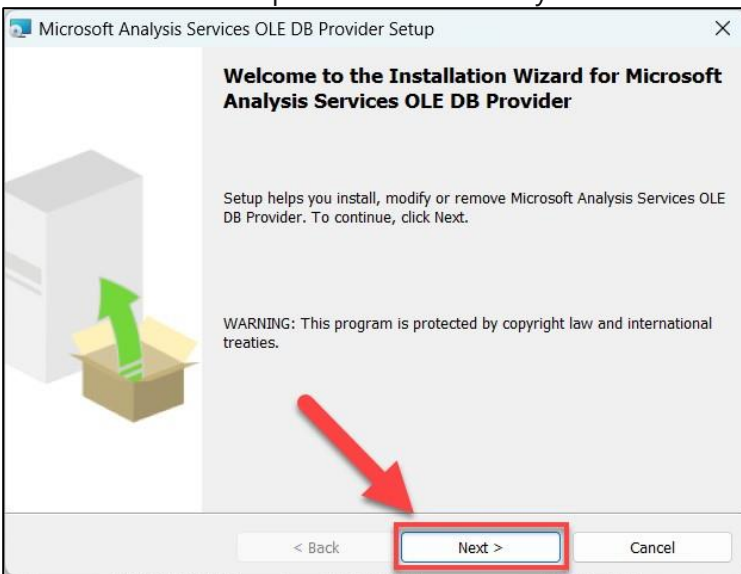 Microsoft Analysis Services OLE DB Provider Setup
Welcome to the Installation Wizard for Microsoft
Analysis Services OLE DB Provider
Setup helps you install, modify or remove Microsoft Analysis Services OLE
DB Provider. To continue, click Next.
WARNING: This program is protected by copyright law and international
treaties.
< Back Next > Cancel